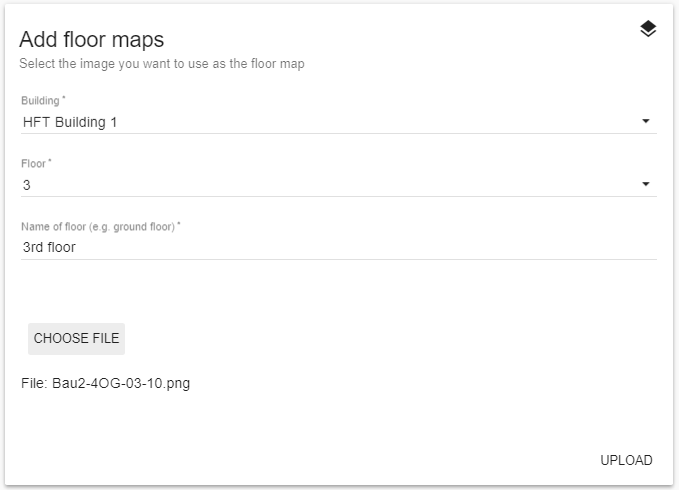 Add floor maps
Select the image you want to use as the floor map
Building *
HFT Building 1
Floor *
3
Name of floor (e.g. ground floor) *
3rd floor
CHOOSE FILE
File: Bau2-4OG-03-10.png
UPLOAD